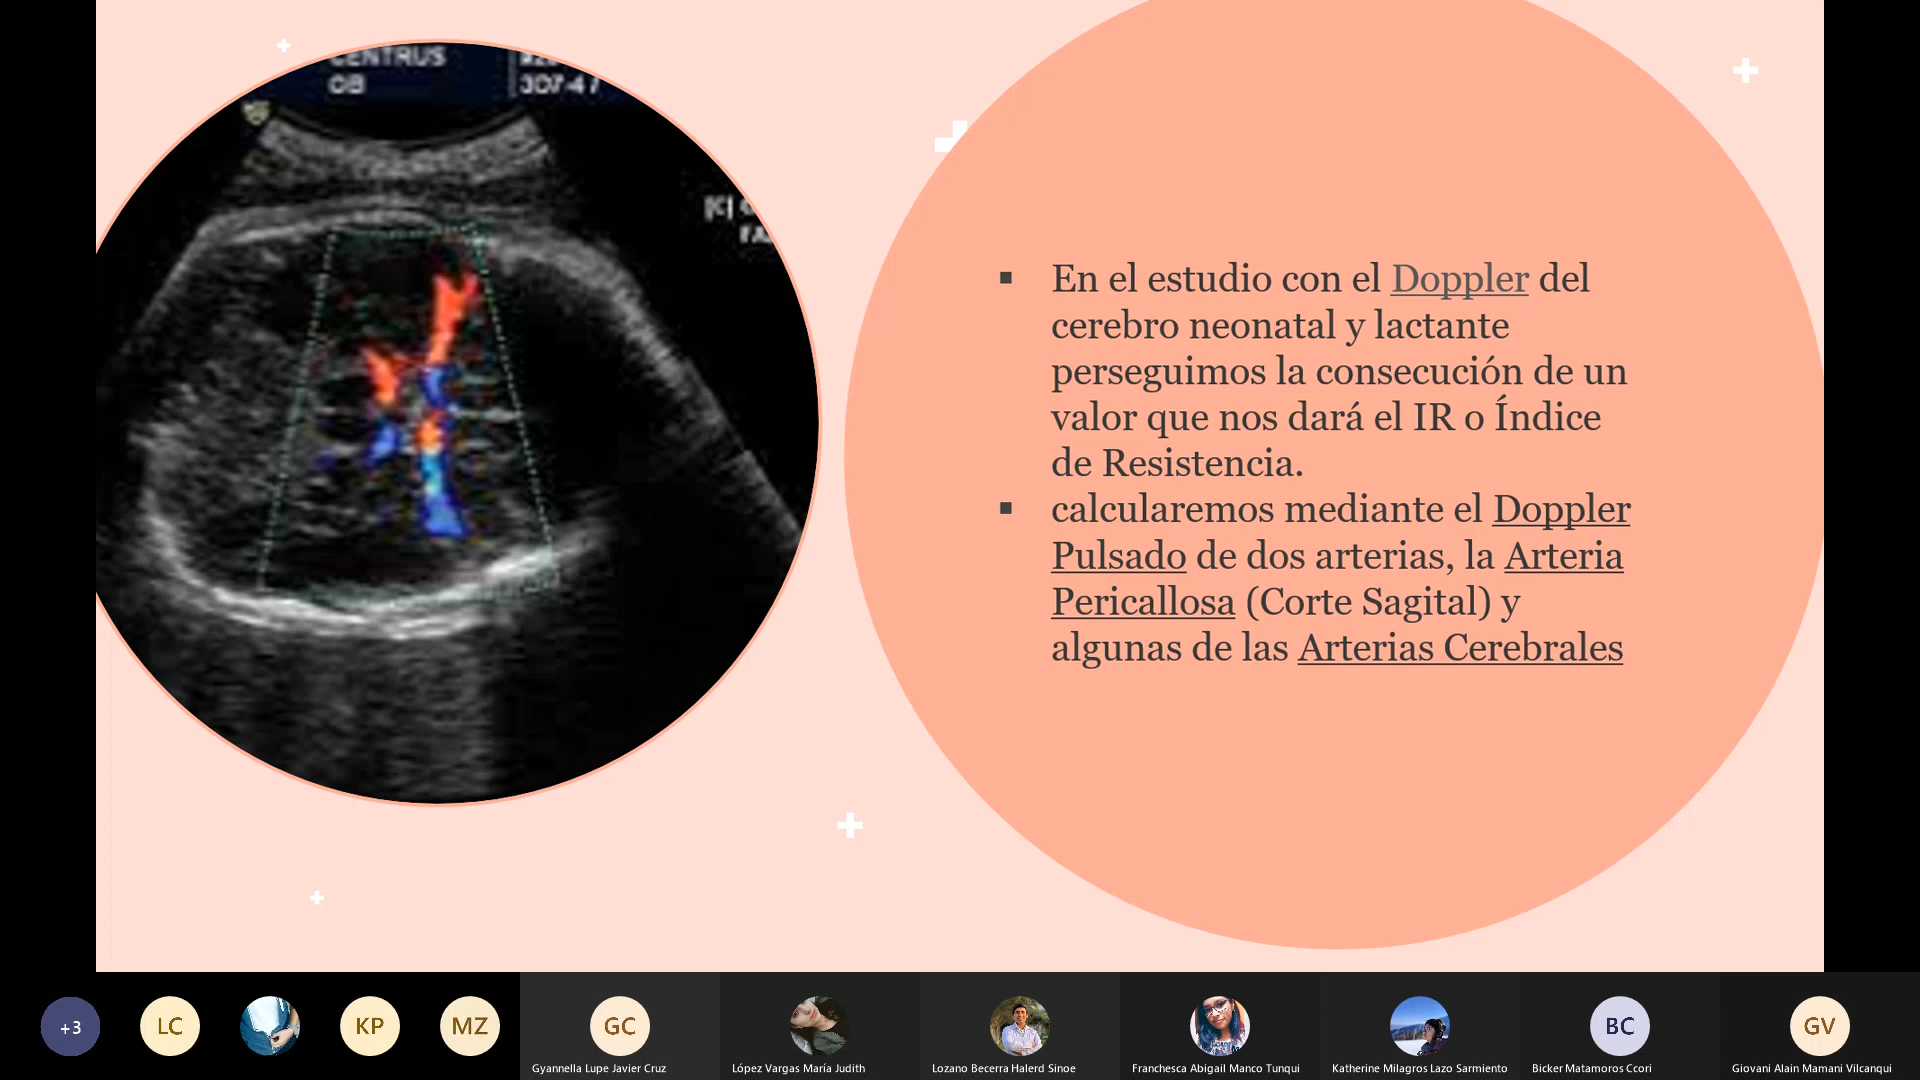 CENTRUS
OB
3D7-4
■ En el estudio con el Doppler del
cerebro neonatal y lactante
perseguimos la consecución de un
valor que nos dará el IR o Índice
de Resistencia.
■ calcularemos mediante el Doppler
Pulsado de dos arterias, la Arteria
Pericallosa (Corte Sagital) y
algunas de las Arterias Cerebrales
+3
LC
KP
MZ
GC
BC
GV
Gyannella Lupe Javier Cruz
López Vargas María Judith
Lozano Becerra Halerd Sinoe
Franchesca Abigail Manco Tunqui
Katherine Milagros Lazo Sarmiento
Bicker Matamoros Ccori
Giovani Alain Mamani Vilcanqui